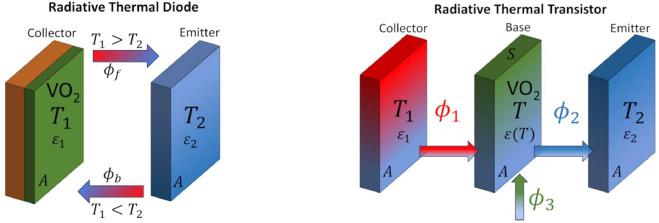 Radiative Thermal Diode
Collector
T₁ > T₂
Emitter
ϕf
VO₂
T₁
ε₁
A
T₂
ε₂
A
ϕb
T₁ < T₂
Radiative Thermal Transistor
Collector
Base
Emitter
T₁
ε₁
A
ϕ₁
S
VO₂
T
ε(T)
A
ϕ₂
T₂
ε₂
A
ϕ₃